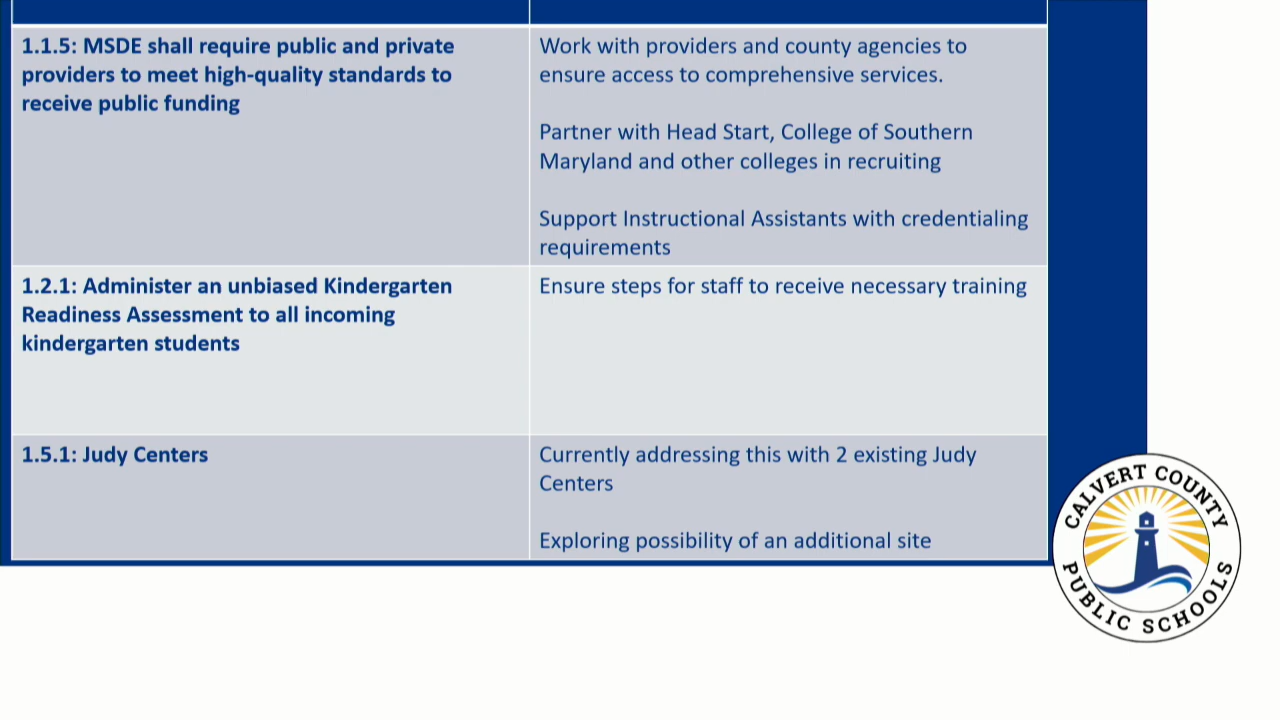 1.1.5: MSDE shall require public and private
providers to meet high-quality standards to
receive public funding
Work with providers and county agencies to
ensure access to comprehensive services.
Partner with Head Start, College of Southern
Maryland and other colleges in recruiting
Support Instructional Assistants with credentialing
requirements
1.2.1: Administer an unbiased Kindergarten
Readiness Assessment to all incoming
kindergarten students
Ensure steps for staff to receive necessary training
1.5.1: Judy Centers
Currently addressing this with 2 existing Judy
Centers
Exploring possibility of an additional site
CALVERT COUNTY
PUBLIC SCHOOLS